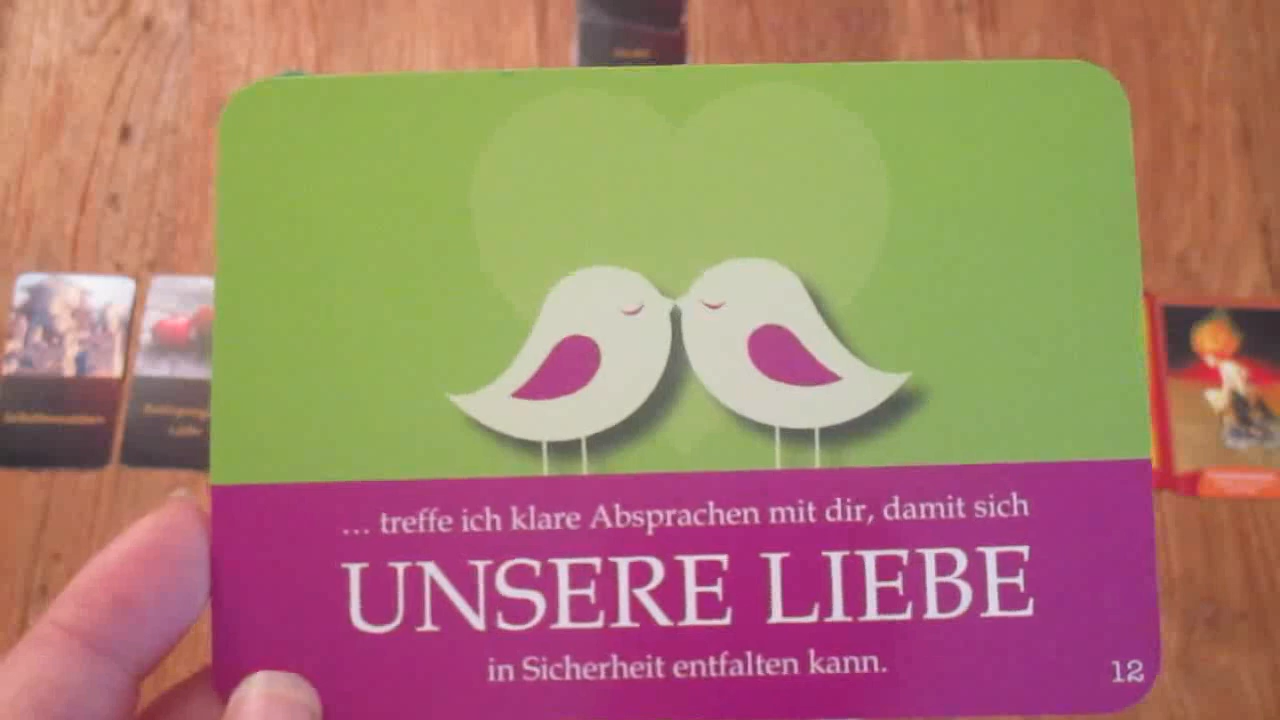 … treffe ich klare Absprachen mit dir, damit sich
UNSERE LIEBE
in Sicherheit entfalten kann.
12